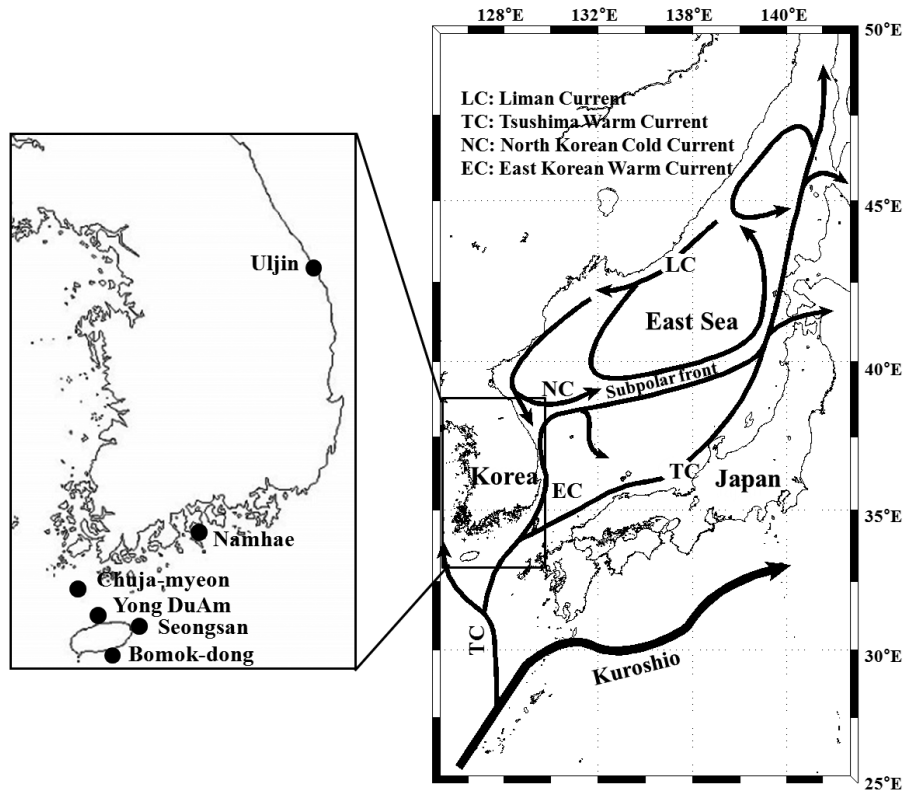 128°E 132°E 138°E 140°E
50°E
LC: Liman Current
TC: Tsushima Warm Current
NC: North Korean Cold Current
EC: East Korean Warm Current
45°E
Uljin
LC
East Sea
40°E
NC
Subpolar front
Korea
EC
TC
Japan
35°E
Namhae
Chuja-myeon
Yong DuAm
Seongsan
Bomok-dong
TC
Kuroshio
30°E
25°E